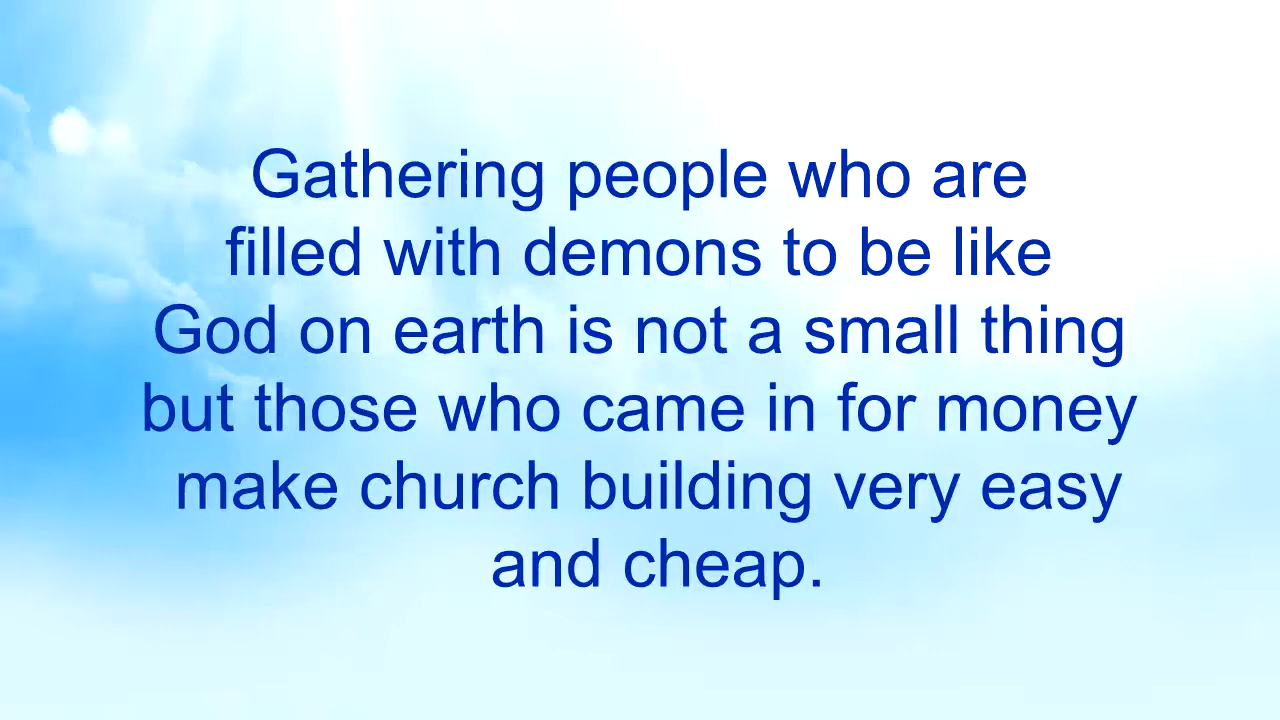 Gathering people who are
filled with demons to be like
God on earth is not a small thing
but those who came in for money
make church building very easy
and cheap.